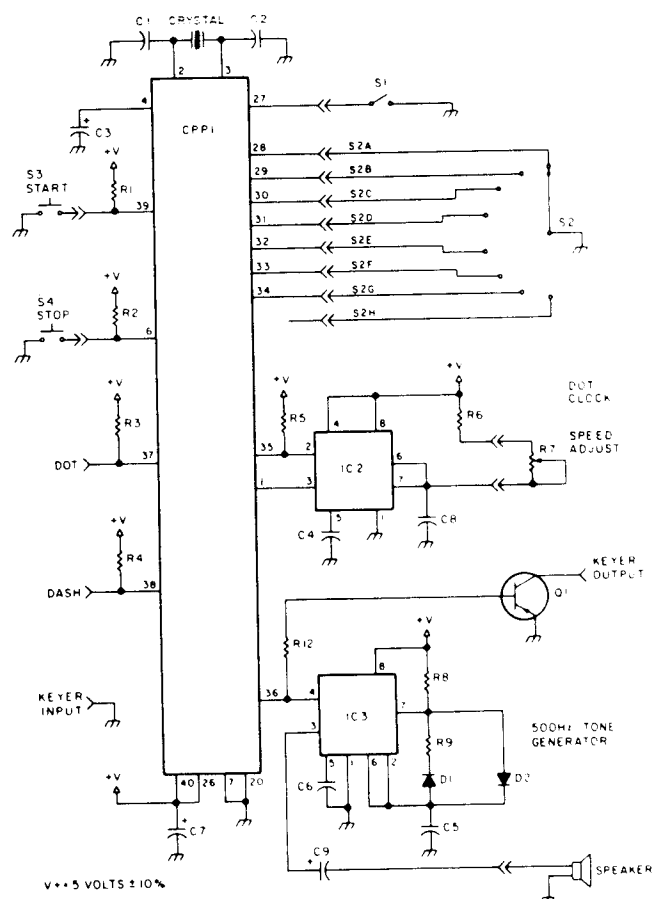 C1 CRYSTAL C2
2 3
4 27 S1
CPP1
C3
28 S2A
+V
29 S2B
S3
START
R1
30 S2C
39
31 S2D
S2
32 S2E
33 S2F
+V
S4
STOP
R2
34 S2G
6
S2H
+V
+V
+V
DOT
CLOCK
R3
R5
4 8
R6
SPEED
ADJUST
35 2
R7
DOT
37
IC2
6
1 3
7
+V
5 1
C4
C8
R4
KEYER
OUTPUT
38
DASH
Q1
R12
+V
8
R8
36 4
KEYER
INPUT
IC3
7
3
500Hz TONE
GENERATOR
R9
5 1 6 2
+V
C6
D1
D2
40 26 7 20
C5
C7
C9
SPEAKER
V+=5 VOLTS ±10%